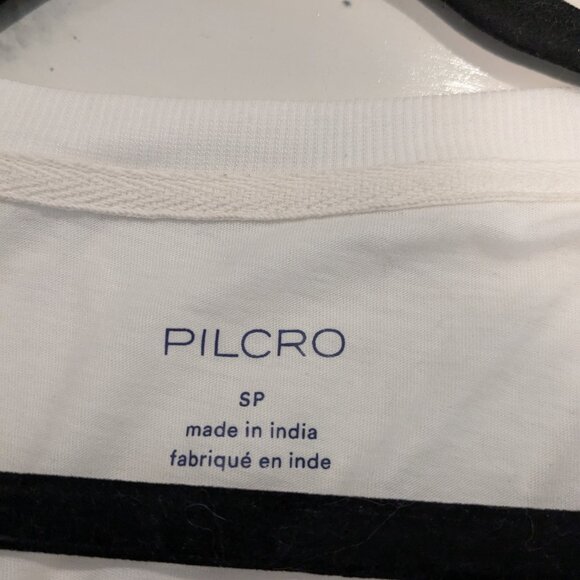 PILCRO
SP
made in india
fabriqué en inde